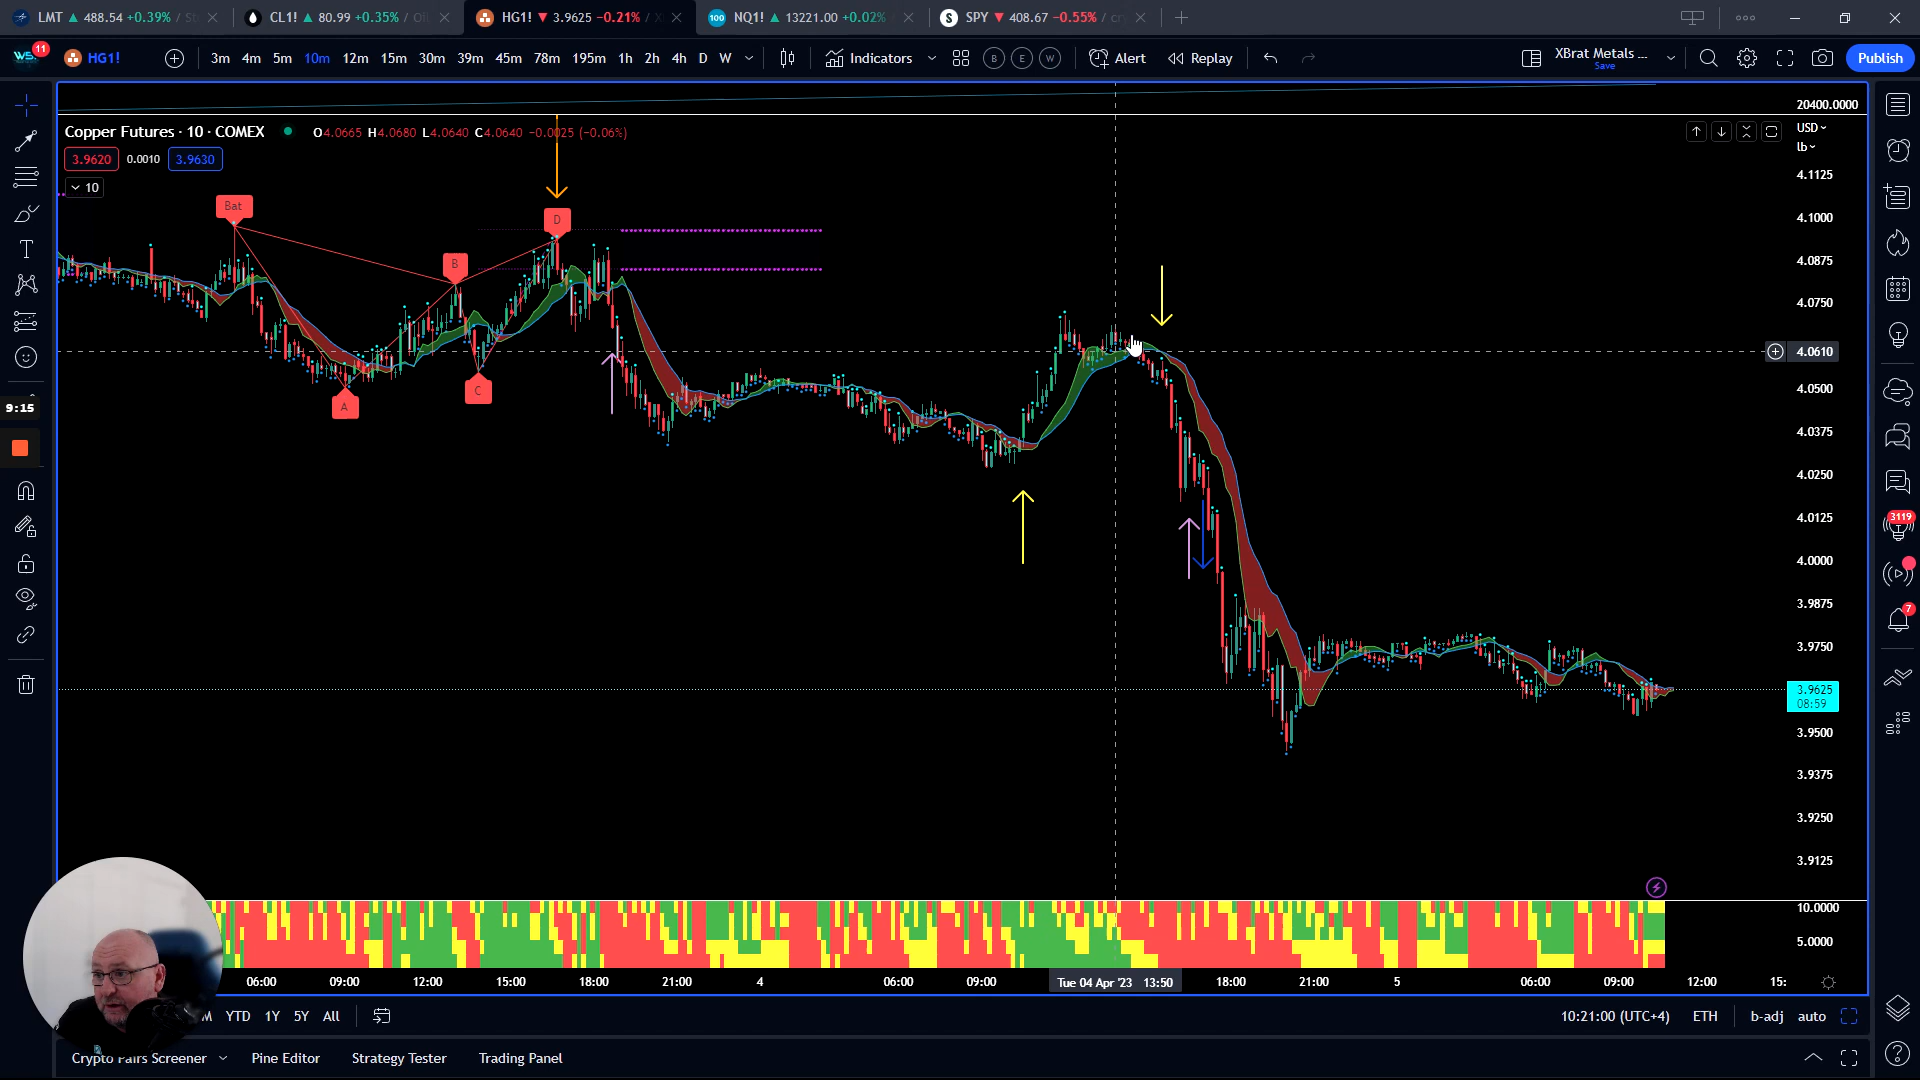 LMT ▲ 488.54 +0.39% / St
CL1! ▲ 80.99 +0.35% / Oil
HG1! ▼ 3.9625 −0.21% / X
100 NQ1! ▲ 13221.00 +0.02%
S SPY ▼ 408.67 −0.55% / cr
11
HG1!
3m 4m 5m 10m 12m 15m 30m 39m 45m 78m 195m 1h 2h 4h D W
Indicators
B E W
Alert
Replay
XBrat Metals ...
Save
Publish
Copper Futures · 10 · COMEX
O4.0665 H4.0680 L4.0640 C4.0640 −0.0025 (−0.06%)
3.9620 0.0010 3.9630
10
Bat
A
B
C
D
9:15
USD
lb
20400.0000
4.1125
4.1000
4.0875
4.0750
4.0610
4.0500
4.0375
4.0250
4.0125
4.0000
3.9875
3.9750
3.9625
08:59
3.9500
3.9375
3.9250
3.9125
10.0000
5.0000
3119
7
06:00 09:00 12:00 15:00 18:00 21:00 4 06:00 09:00 Tue 04 Apr '23 13:50 18:00 21:00 5 06:00 09:00 12:00 15:
M YTD 1Y 5Y All
10:21:00 (UTC+4) ETH b-adj auto
Crypto Pairs Screener Pine Editor Strategy Tester Trading Panel